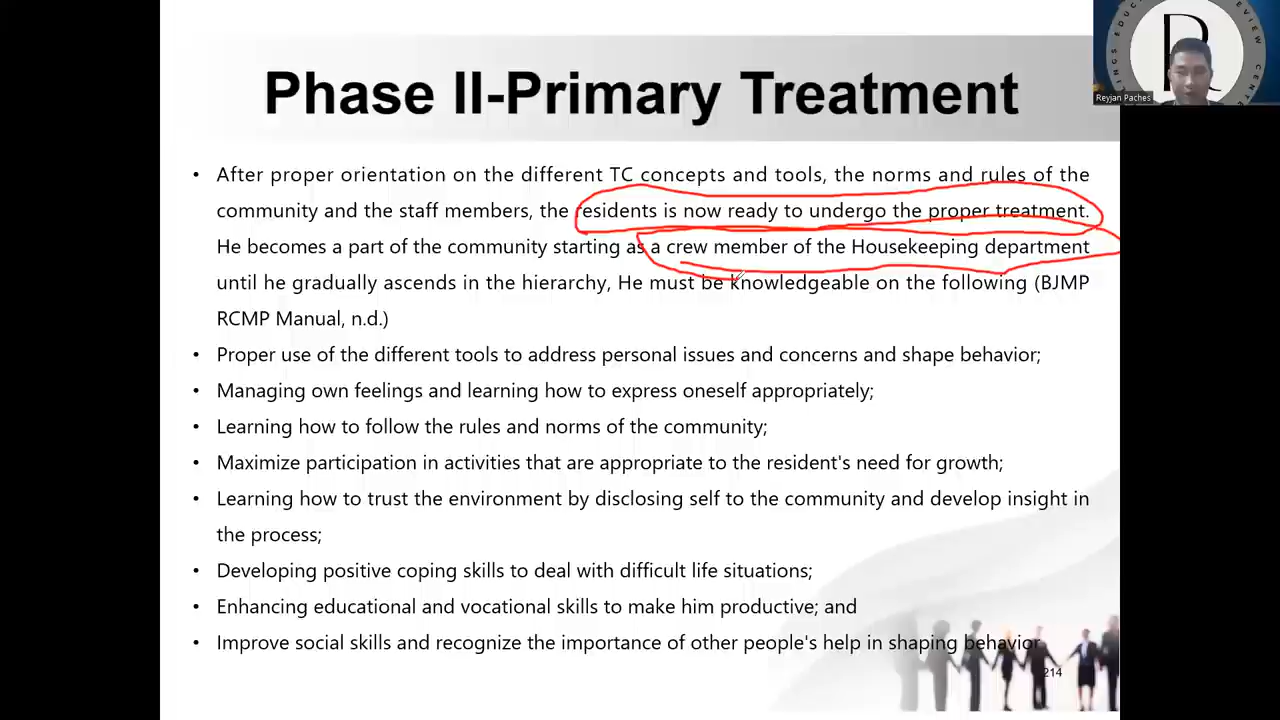 Phase II-Primary Treatment
• After proper orientation on the different TC concepts and tools, the norms and rules of the
community and the staff members, the residents is now ready to undergo the proper treatment.
He becomes a part of the community starting as a crew member of the Housekeeping department
until he gradually ascends in the hierarchy, He must be knowledgeable on the following (BJMP
RCMP Manual, n.d.)
• Proper use of the different tools to address personal issues and concerns and shape behavior;
• Managing own feelings and learning how to express oneself appropriately;
• Learning how to follow the rules and norms of the community;
• Maximize participation in activities that are appropriate to the resident's need for growth;
• Learning how to trust the environment by disclosing self to the community and develop insight in
the process;
• Developing positive coping skills to deal with difficult life situations;
• Enhancing educational and vocational skills to make him productive; and
• Improve social skills and recognize the importance of other people's help in shaping behavior
214
R
Reyjan Paches